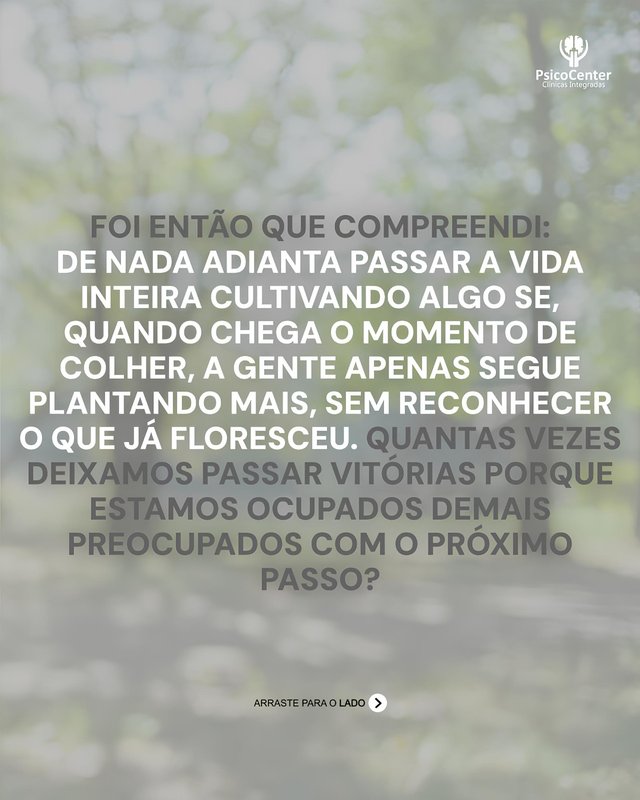 PsicoCenter
Clínicas Integradas
FOI ENTÃO QUE COMPREENDI:
DE NADA ADIANTA PASSAR A VIDA
INTEIRA CULTIVANDO ALGO SE,
QUANDO CHEGA O MOMENTO DE
COLHER, A GENTE APENAS SEGUE
PLANTANDO MAIS, SEM RECONHECER
O QUE JÁ FLORESCEU. QUANTAS VEZES
DEIXAMOS PASSAR VITÓRIAS PORQUE
ESTAMOS OCUPADOS DEMAIS
PREOCUPADOS COM O PRÓXIMO
PASSO?
ARRASTE PARA O LADO